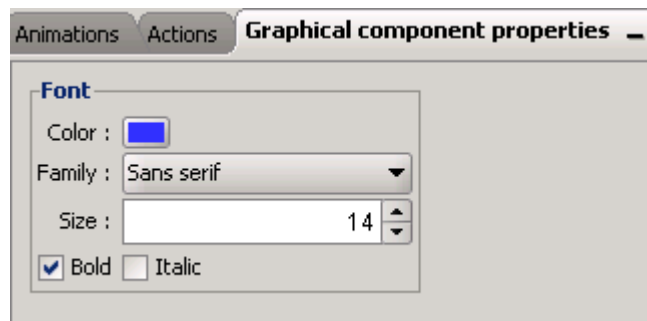 Animations Actions Graphical component properties
Font
Color :
Family : Sans serif
Size : 14
Bold Italic